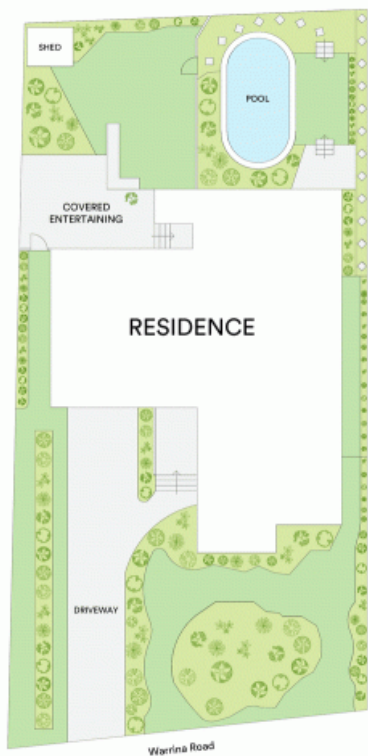 SHED
POOL
COVERED
ENTERTAINING
RESIDENCE
DRIVEWAY
Warrina Road